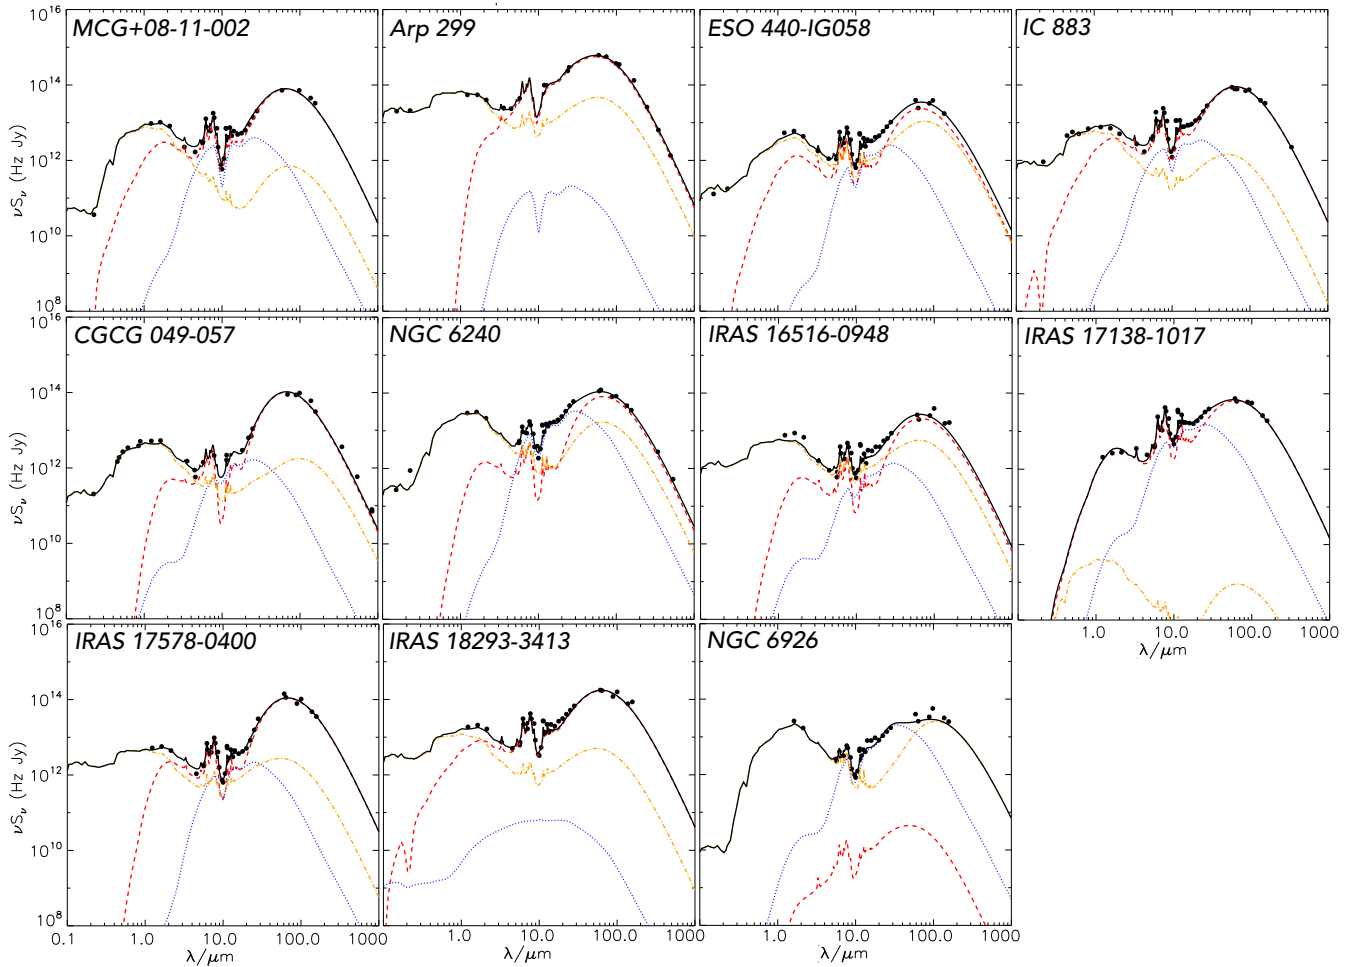 MCG+08-11-002
Arp 299
ESO 440-IG058
IC 883
10^16
10^14
10^12
10^10
10^8
νS_ν (Hz Jy)
CGCG 049-057
NGC 6240
IRAS 16516-0948
IRAS 17138-1017
10^16
10^14
10^12
10^10
10^8
νS_ν (Hz Jy)
1.0 10.0 100.0 1000
λ/μm
IRAS 17578-0400
IRAS 18293-3413
NGC 6926
10^16
10^14
10^12
10^10
10^8
νS_ν (Hz Jy)
0.1 1.0 10.0 100.0 1000
1.0 10.0 100.0 1000
1.0 10.0 100.0 1000
λ/μm
λ/μm
λ/μm